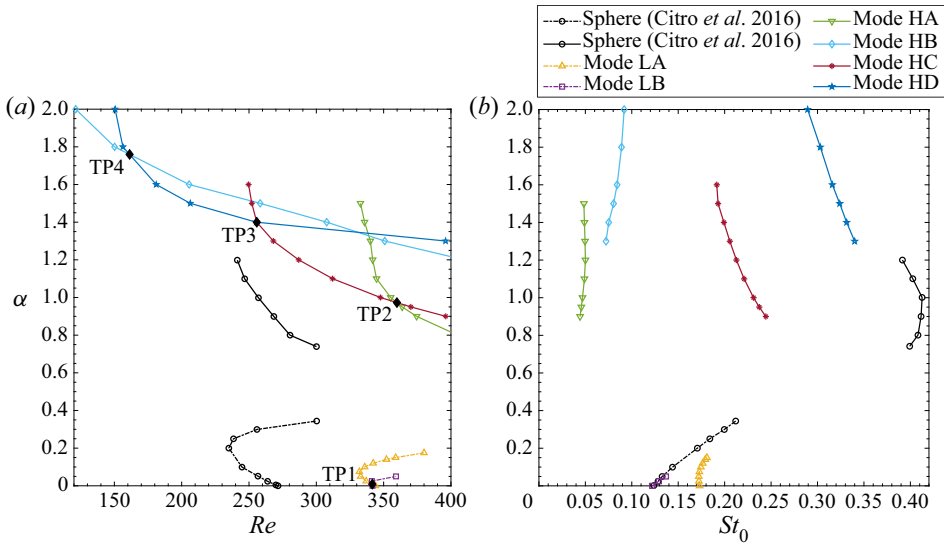 Sphere (Citro et al. 2016)
Sphere (Citro et al. 2016)
Mode LA
Mode LB
Mode HA
Mode HB
Mode HC
Mode HD
(a)
2.0
1.8
1.6
1.4
1.2
1.0
0.8
0.6
0.4
0.2
0
α
TP4
TP3
TP2
TP1
150
200
250
300
350
400
Re
(b)
2.0
1.8
1.6
1.4
1.2
1.0
0.8
0.6
0.4
0.2
0
0
0.05
0.10
0.15
0.20
0.25
0.30
0.35
0.40
St₀